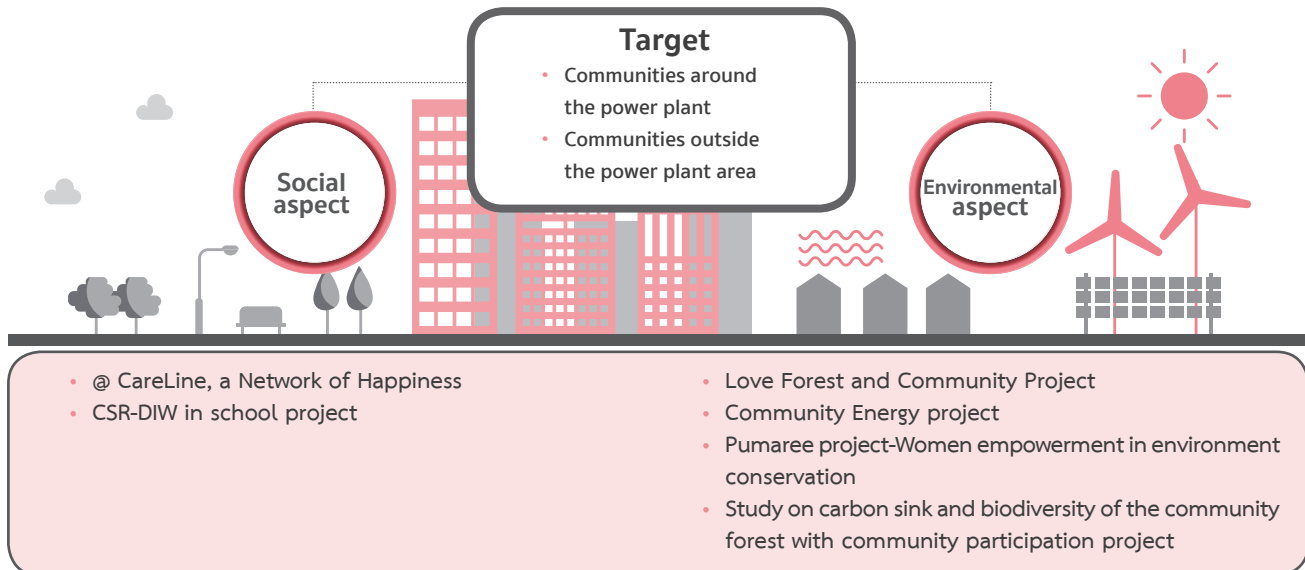 Target
• Communities around
the power plant
• Communities outside
the power plant area
Social
aspect
Environmental
aspect
• @ CareLine, a Network of Happiness
• CSR-DIW in school project
• Love Forest and Community Project
• Community Energy project
• Pumaree project-Women empowerment in environment
conservation
• Study on carbon sink and biodiversity of the community
forest with community participation project